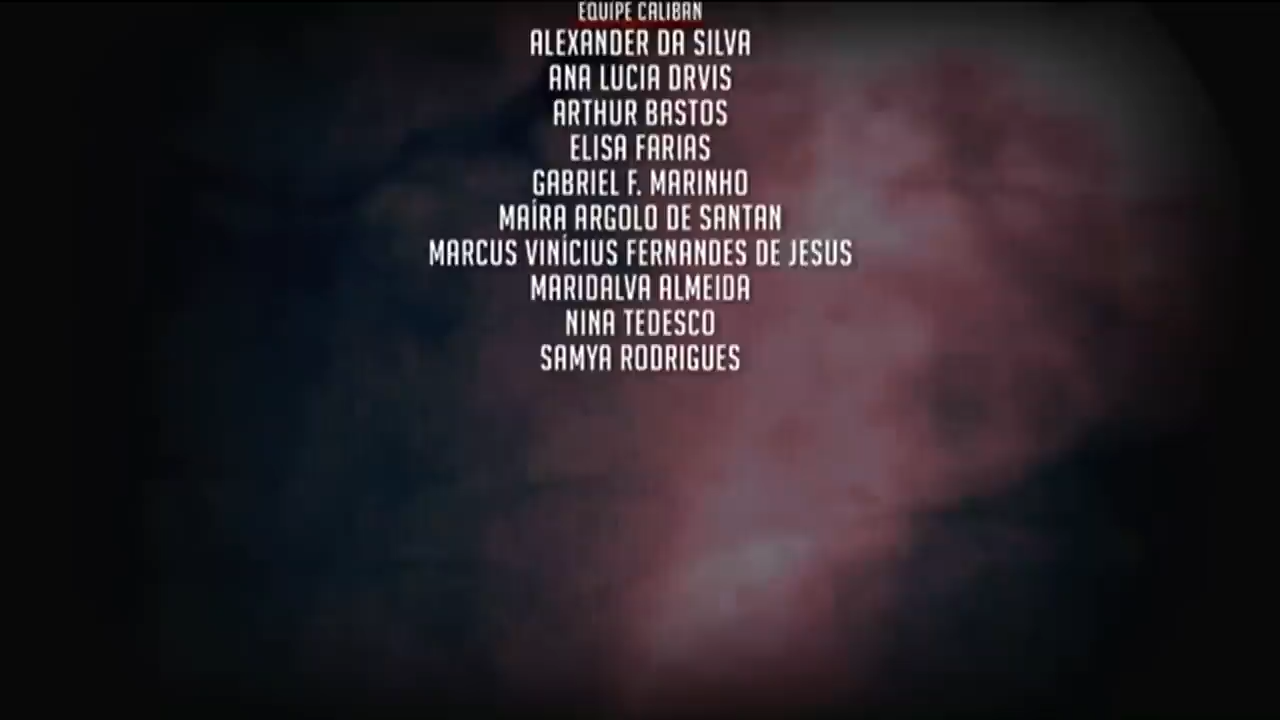 EQUIPE CALIBAN
ALEXANDER DA SILVA
ANA LUCIA DRVIS
ARTHUR BASTOS
ELISA FARIAS
GABRIEL F. MARINHO
MAÍRA ARGOLO DE SANTAN
MARCUS VINÍCIUS FERNANDES DE JESUS
MARIDALVA ALMEIDA
NINA TEDESCO
SAMYA RODRIGUES